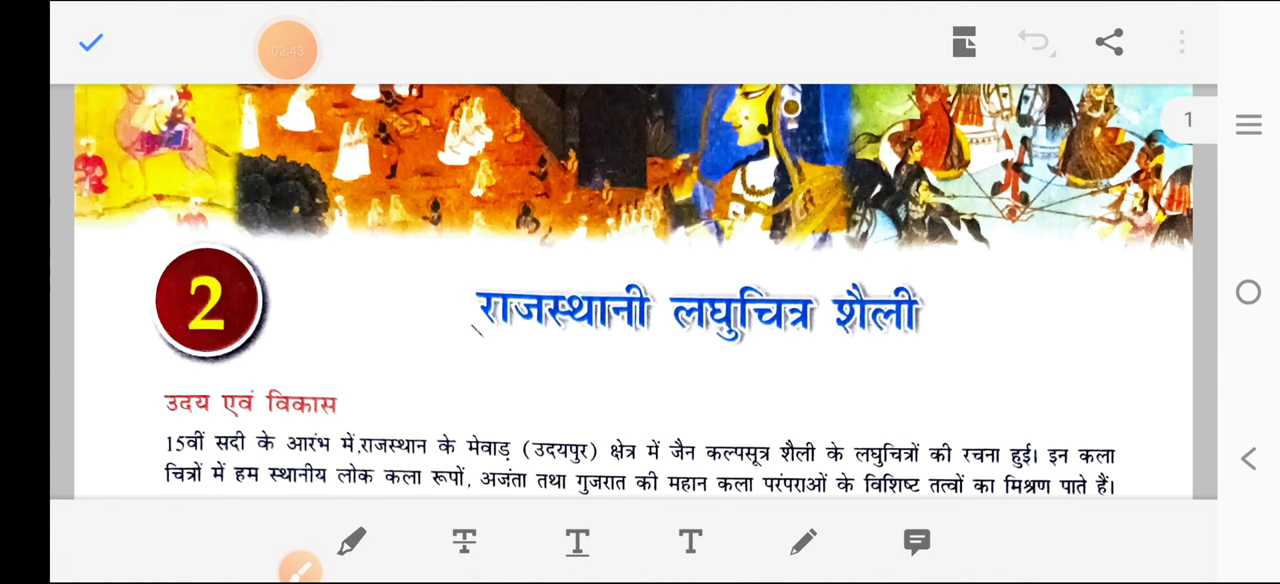 02:43
1
2
राजस्थानी लघुचित्र शैली
उदय एवं विकास
15वीं सदी के आरंभ में राजस्थान के मेवाड़ (उदयपुर) क्षेत्र में जैन कल्पसूत्र शैली के लघुचित्रों की रचना हुई। इन कला
चित्रों में हम स्थानीय लोक कला रूपों, अजंता तथा गुजरात की महान कला परंपराओं के विशिष्ट तत्वों का मिश्रण पाते हैं।
T
T
T